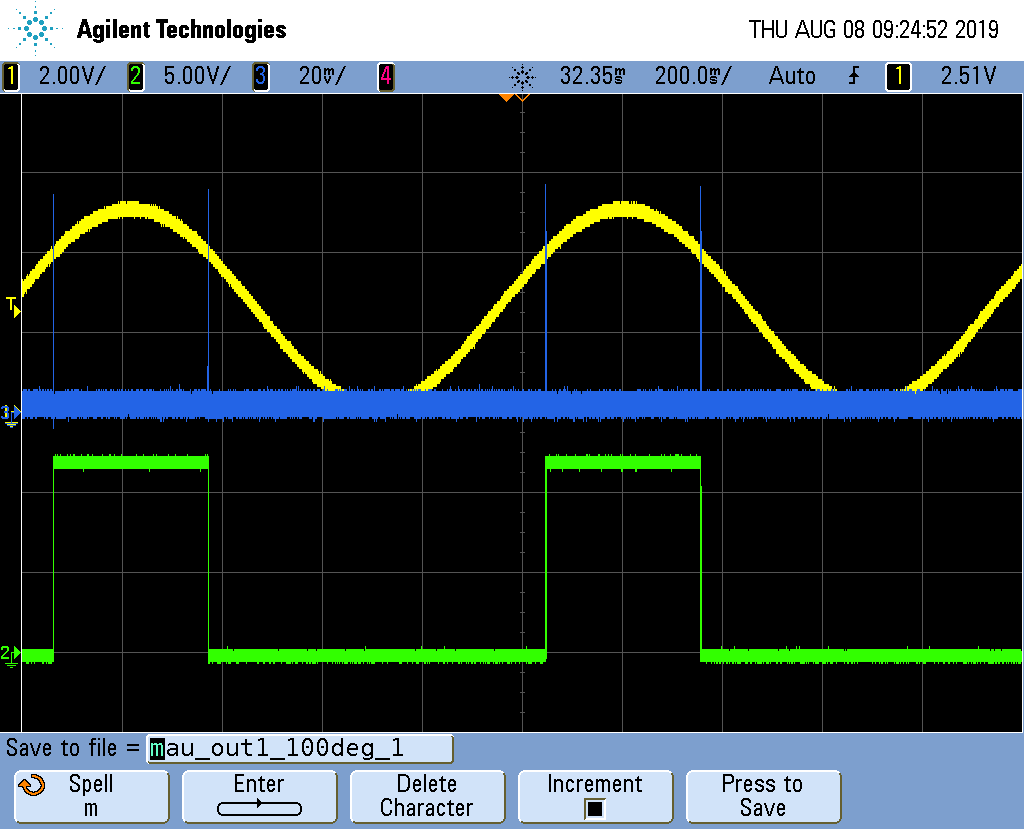 Agilent Technologies THU AUG 08 09:24:52 2019
1 2.00V/ 2 5.00V/ 3 20mV/ 4 32.35ms 200.0ms/ Auto 1 2.51V
T
3
2
Save to file = mau_out1_100deg_1
Spell Enter Delete Increment Press to
m Character Save